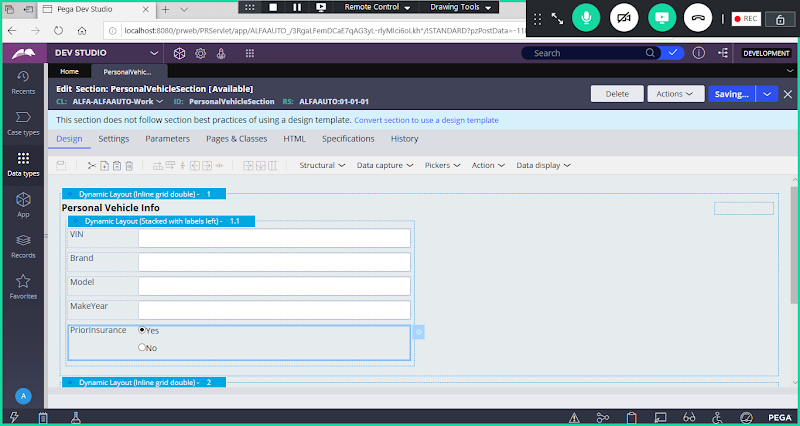 Pega Dev Studio
Remote Control
Drawing Tools
REC
localhost:8080/prweb/PRServlet/app/ALFAAUTO_/3RgaLFemDCaE7qAG3yL-rlyMIci6oLkh*/!STANDARD?pzPostData=-118
DEV STUDIO
Search
DEVELOPMENT
Home
PersonalVehic...
Recents
Case types
Data types
App
Records
Favorites
A
Edit Section: PersonalVehicleSection [Available]
CL: ALFA-ALFAAUTO-Work ID: PersonalVehicleSection RS: ALFAAUTO:01-01-01
Delete
Actions
Saving...
This section does not follow section best practices of using a design template. Convert section to use a design template
Design Settings Parameters Pages & Classes HTML Specifications History
Structural Data capture Pickers Action Data display
Dynamic Layout (Inline grid double) - 1
Personal Vehicle Info
Dynamic Layout (Stacked with labels left) - 1.1
VIN
Brand
Model
MakeYear
PriorInsurance
Yes
No
Dynamic Layout (Inline grid double) - 2
PEGA